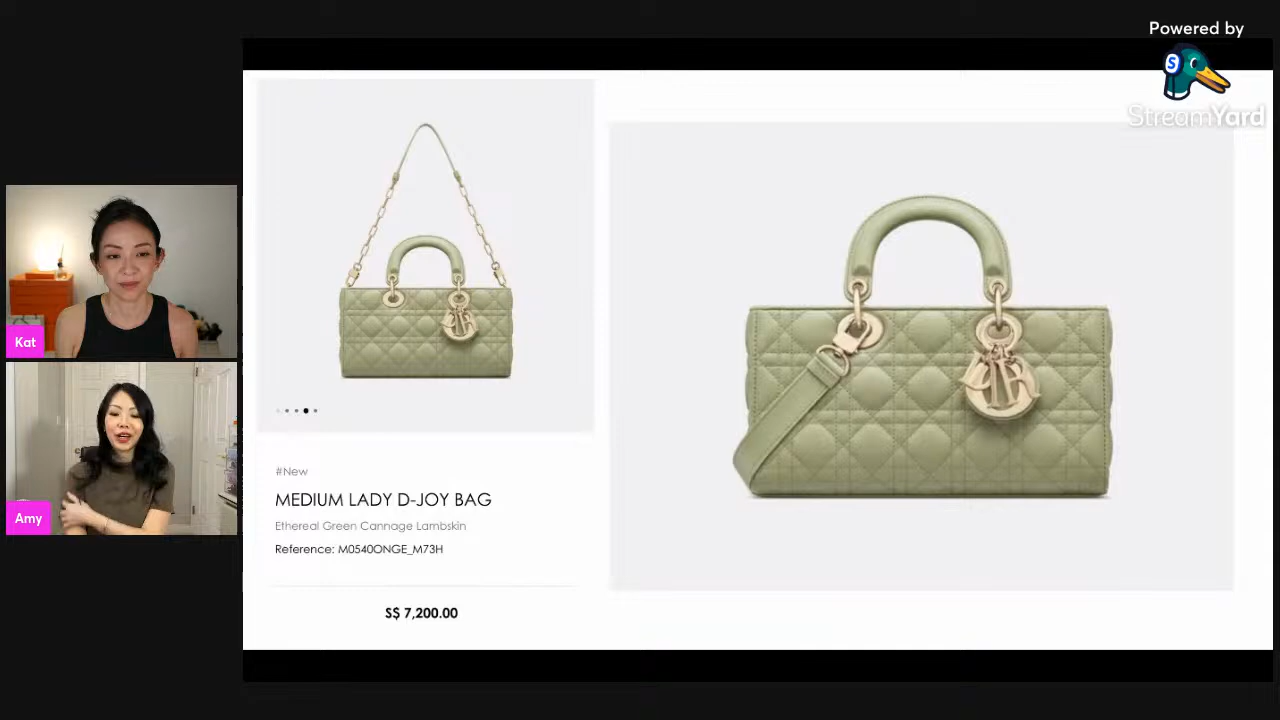 Powered by
S
StreamYard
Kat
Amy
#New
MEDIUM LADY D-JOY BAG
Ethereal Green Cannage Lambskin
Reference: M0540ONGE_M73H
S$ 7,200.00